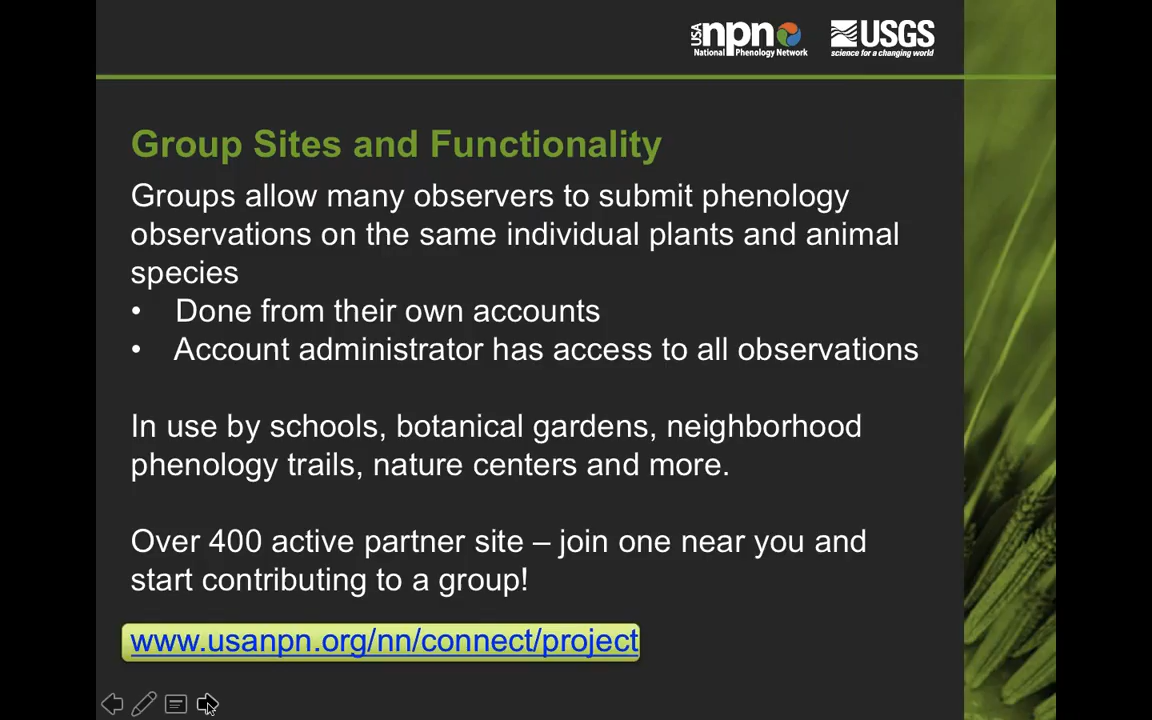 USA npn
National Phenology Network
USGS
science for a changing world
Group Sites and Functionality
Groups allow many observers to submit phenology
observations on the same individual plants and animal
species
• Done from their own accounts
• Account administrator has access to all observations
In use by schools, botanical gardens, neighborhood
phenology trails, nature centers and more.
Over 400 active partner site – join one near you and
start contributing to a group!
www.usanpn.org/nn/connect/project